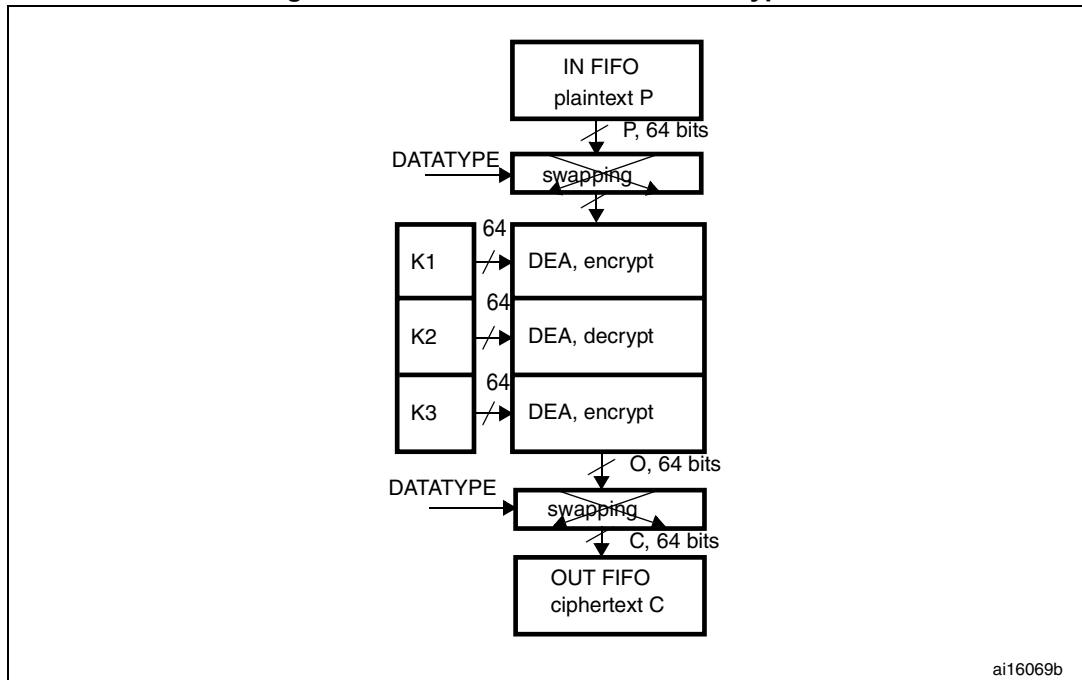 IN FIFO
plaintext P
P, 64 bits
DATATYPE
swapping
64
K1
DEA, encrypt
64
K2
DEA, decrypt
64
K3
DEA, encrypt
O, 64 bits
DATATYPE
swapping
C, 64 bits
OUT FIFO
ciphertext C
ai16069b